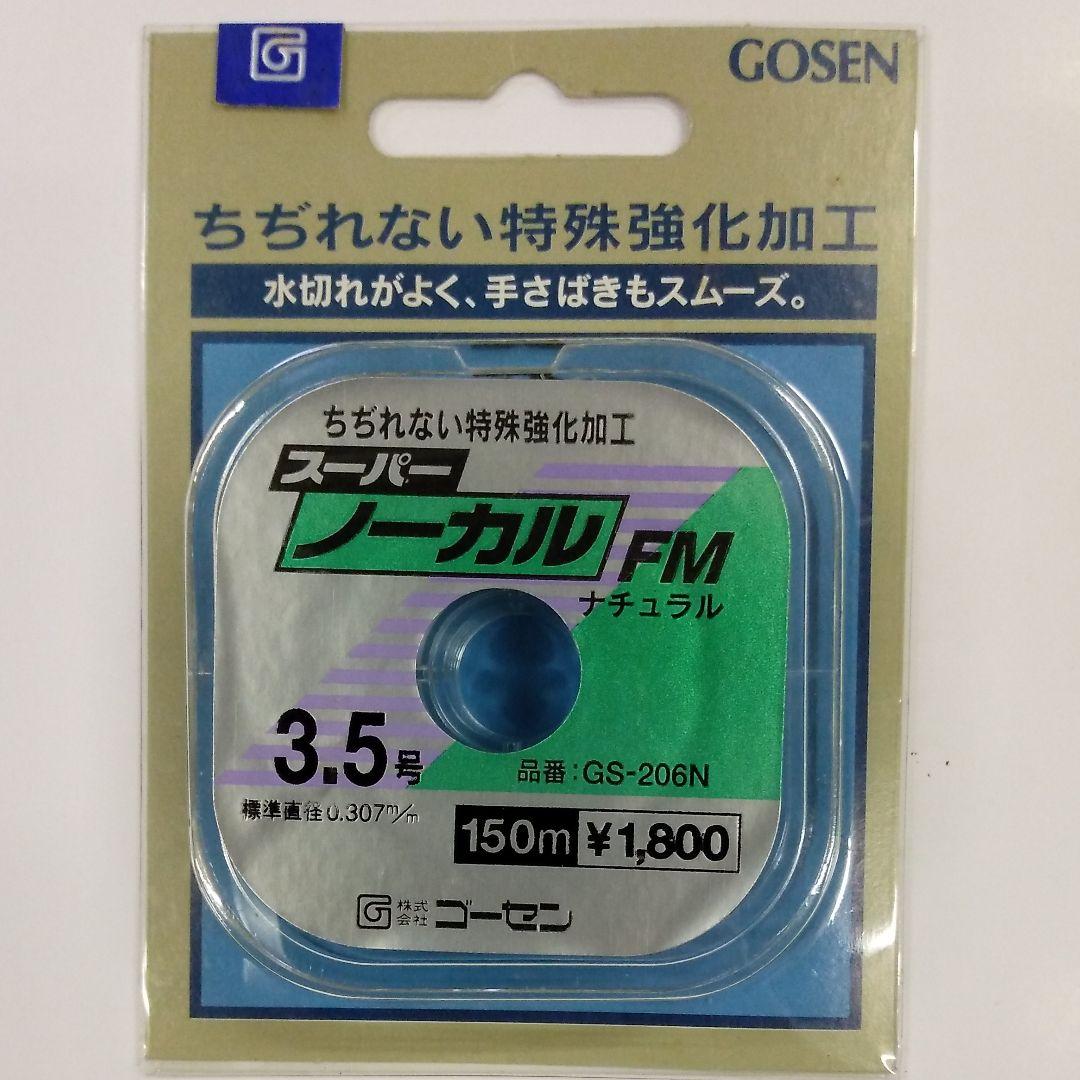 GOSEN
ちぢれない特殊強化加工
水切れがよく、手さばきもスムーズ。
ちぢれない特殊強化加工
スーパー
ノーカル FM
ナチュラル
3.5号
品番:GS-206N
標準直径0.307m/m
150m ¥1,800
株式会社 ゴーセン